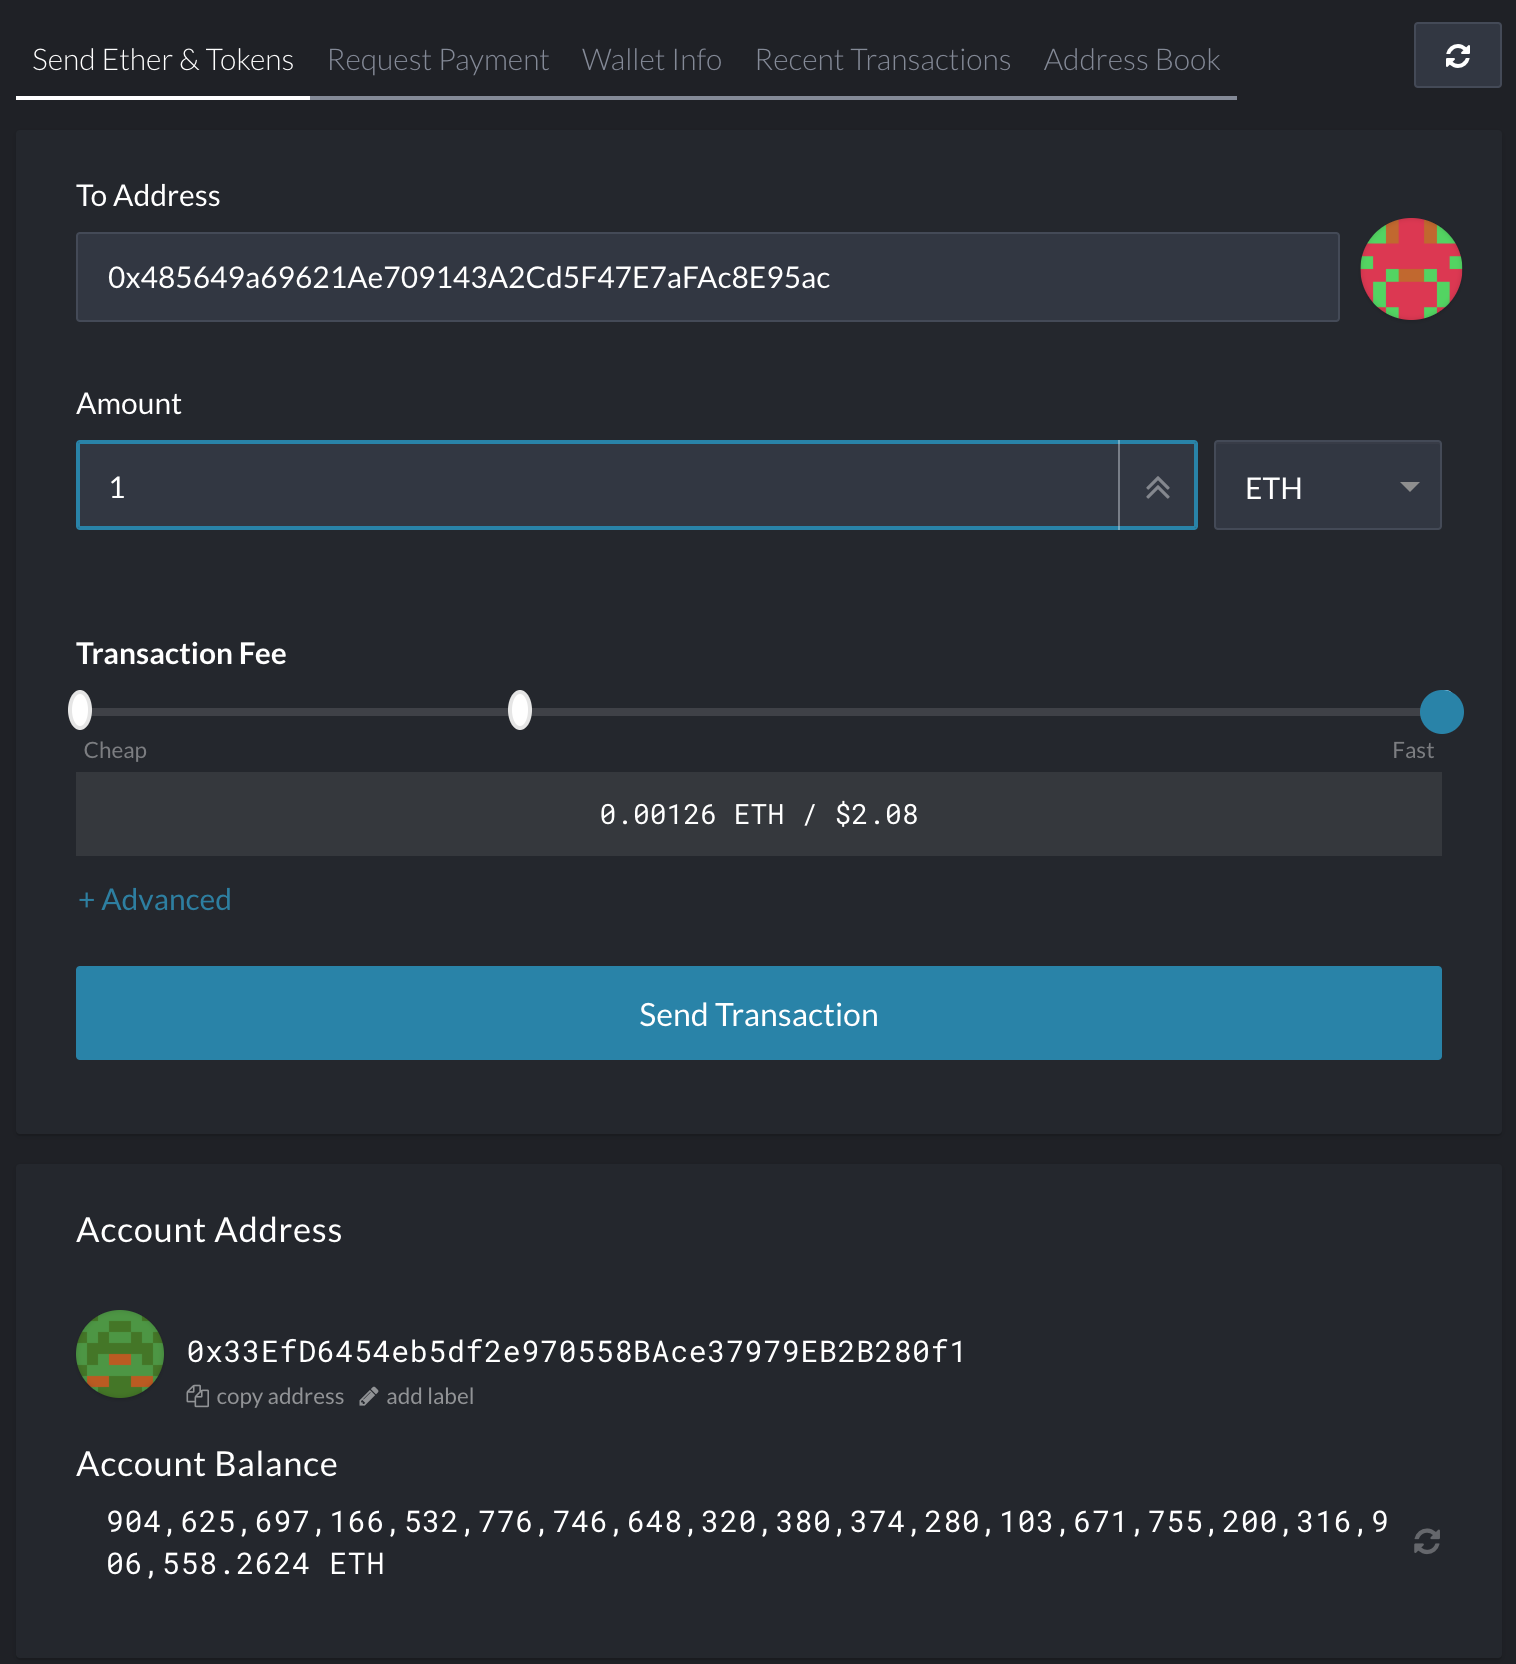 Send Ether & Tokens Request Payment Wallet Info Recent Transactions Address Book
To Address
0x485649a69621Ae709143A2Cd5F47E7aFAc8E95ac
Amount
1 ETH
Transaction Fee
Cheap Fast
0.00126 ETH / $2.08
+ Advanced
Send Transaction
Account Address
0x33EfD6454eb5df2e970558BAce37979EB2B280f1
copy address add label
Account Balance
904,625,697,166,532,776,746,648,320,380,374,280,103,671,755,200,316,9
06,558.2624 ETH